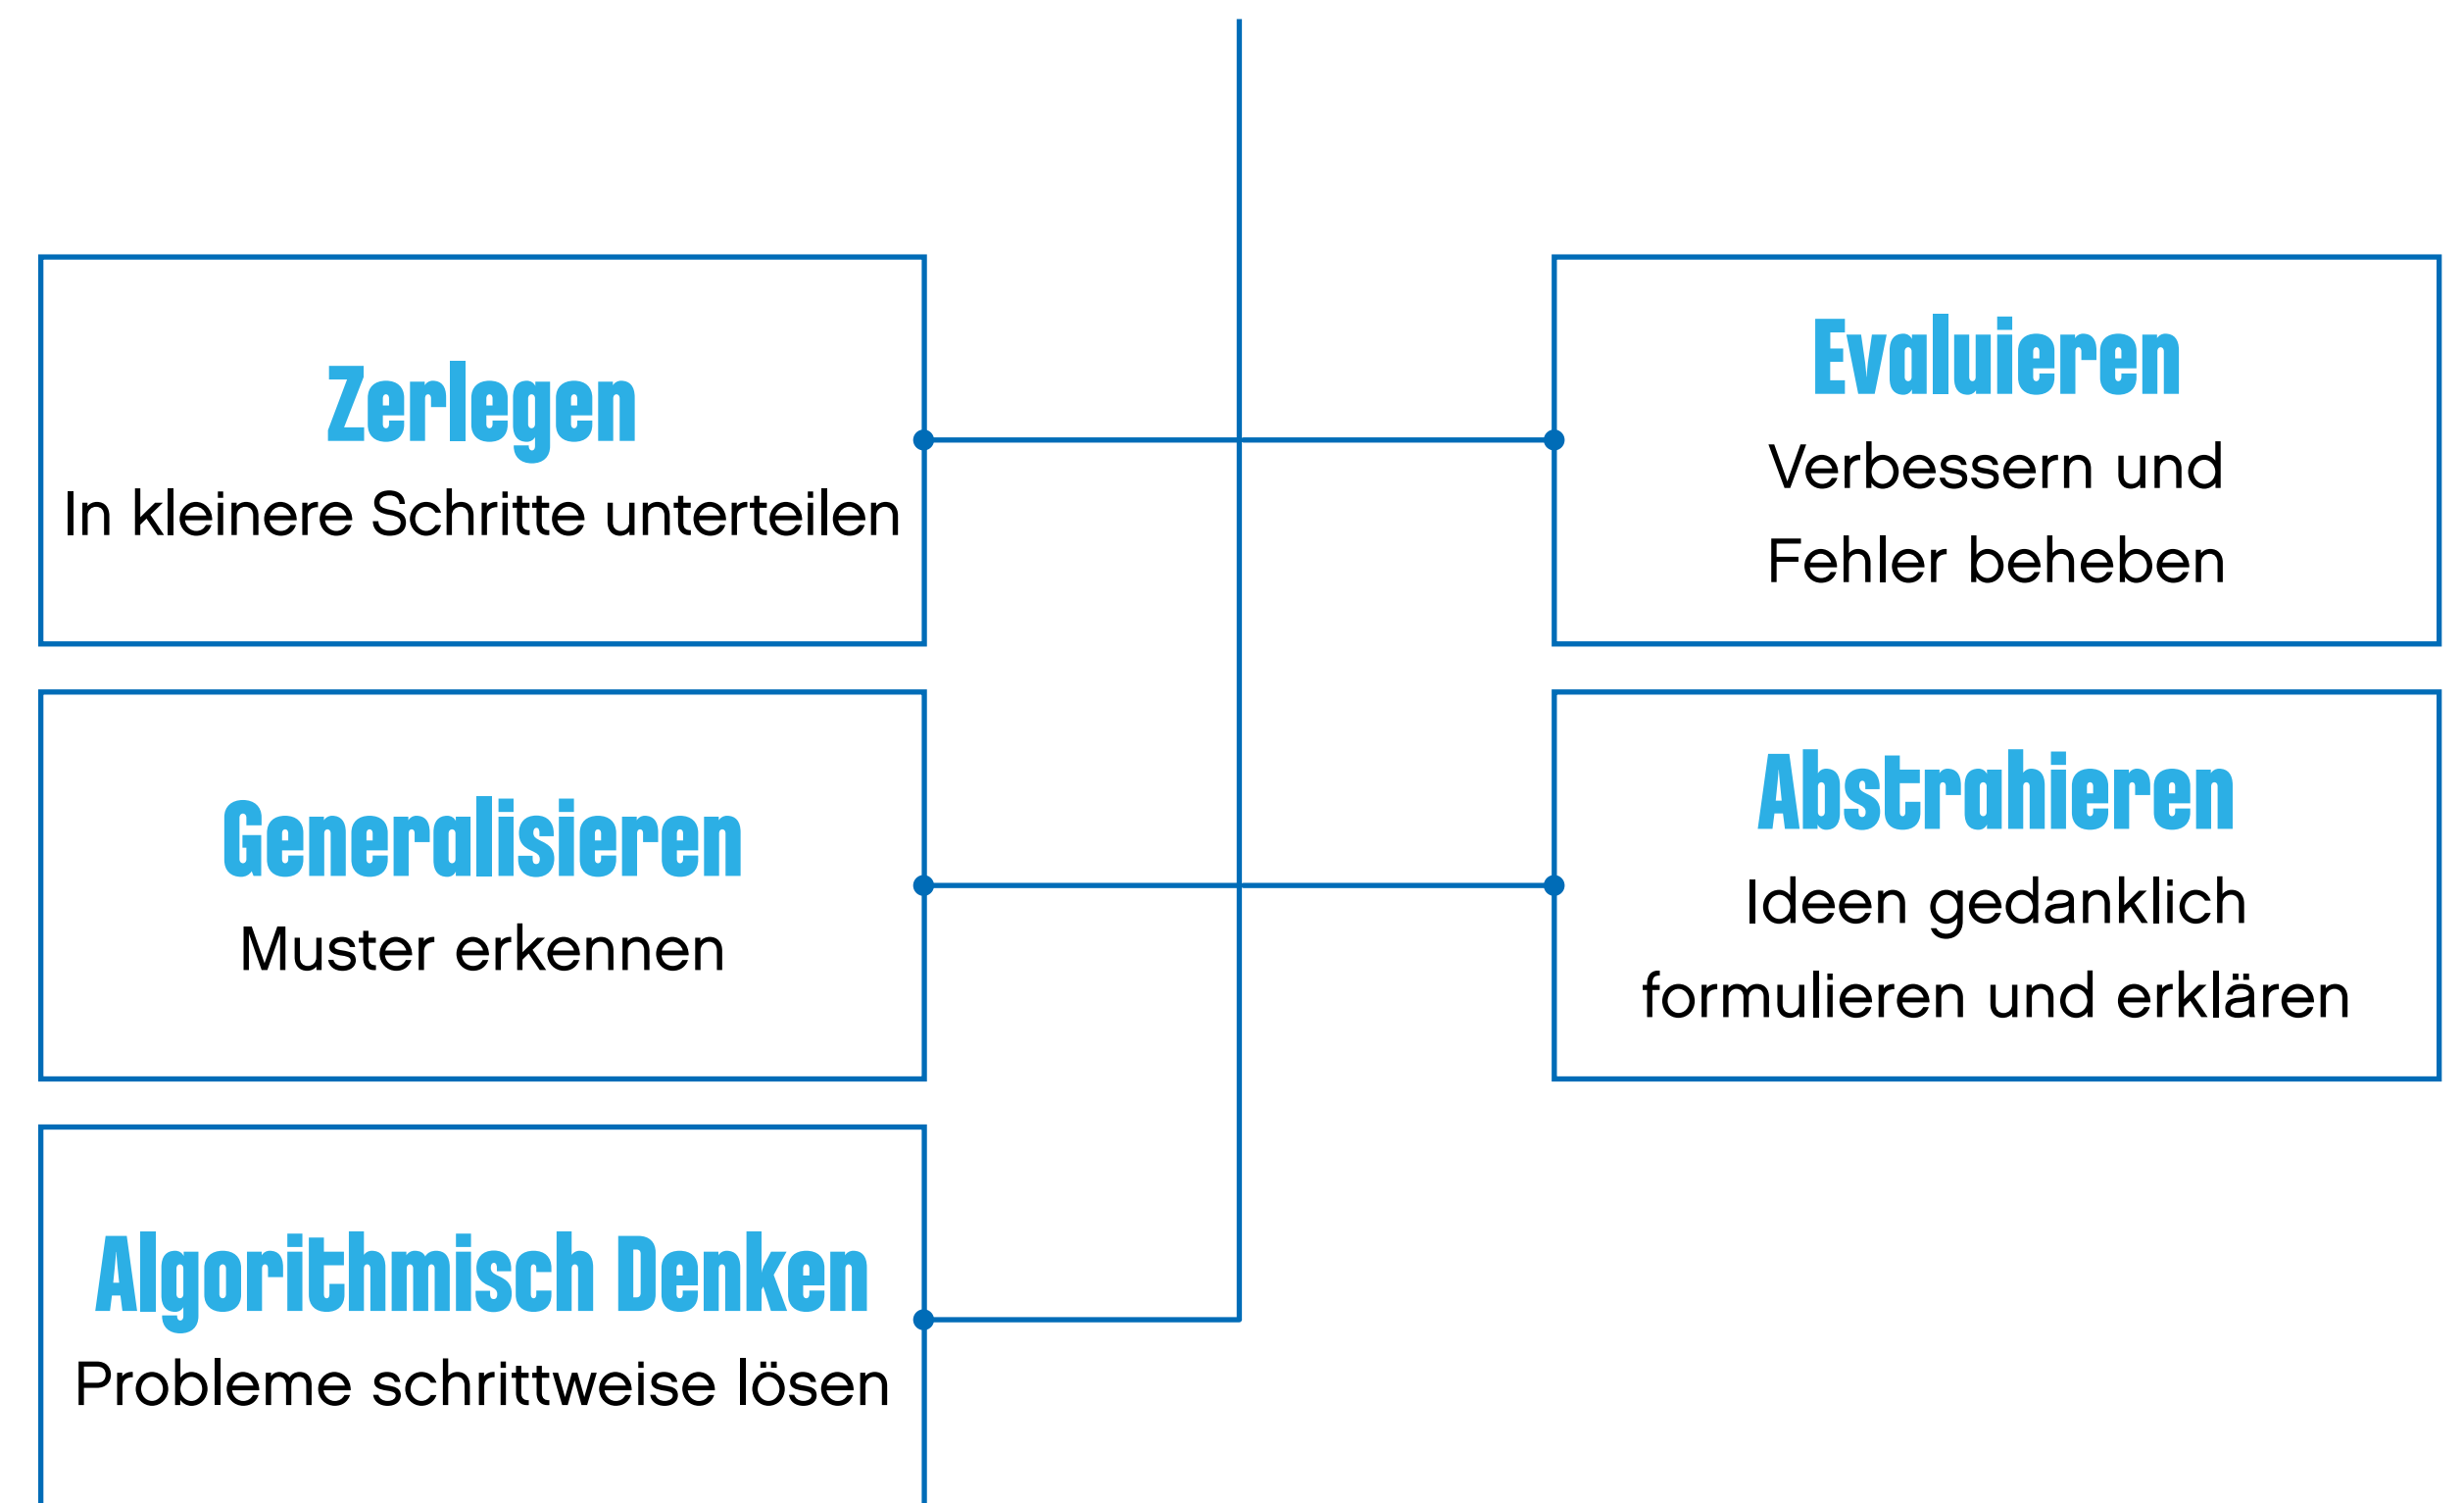 Zerlegen
In kleinere Schritte unterteilen
Generalisieren
Muster erkennen
Algorithmisch Denken
Probleme schrittweise lösen
Evaluieren
Verbessern und
Fehler beheben
Abstrahieren
Ideen gedanklich
formulieren und erklären